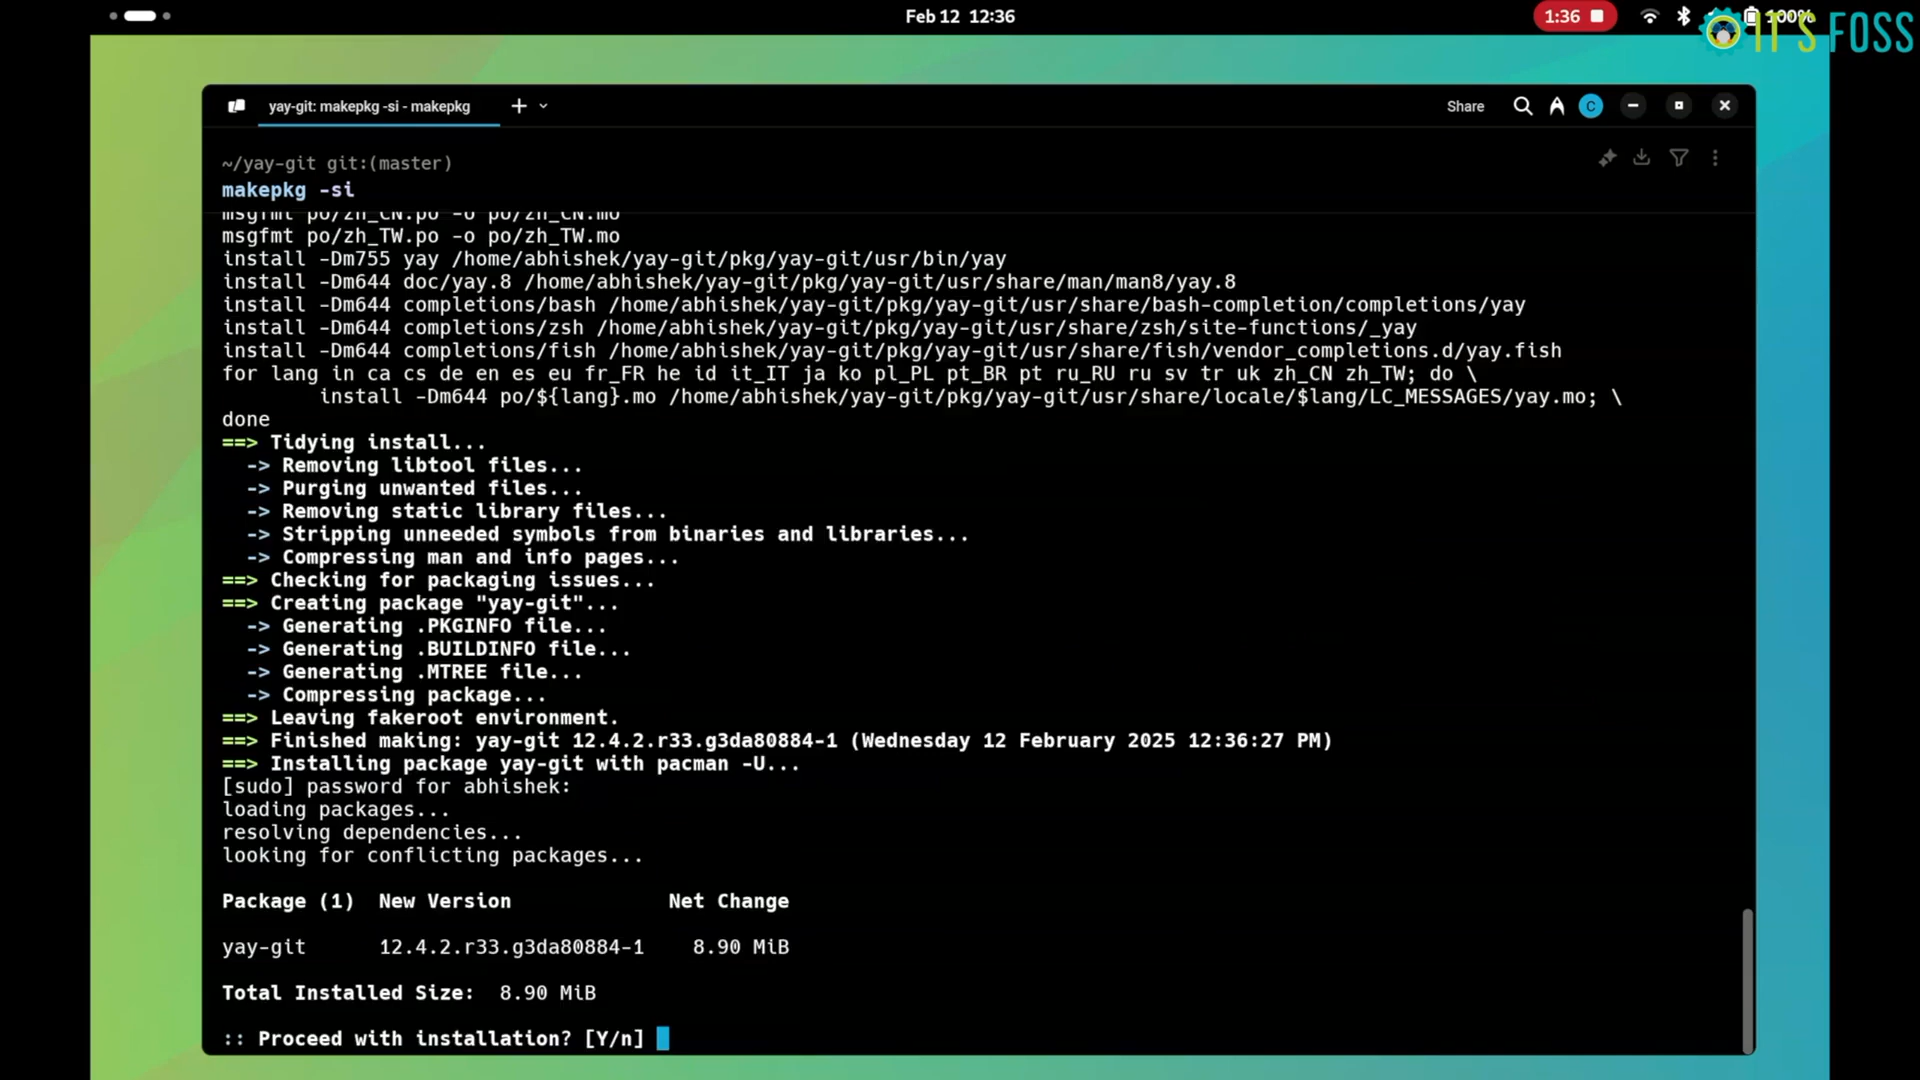 Feb 12 12:36
1:36
100%
IT'S FOSS
yay-git: makepkg -si - makepkg
Share
C
~/yay-git git:(master)
makepkg -si
msgfmt po/zh_CN.po -o po/zh_CN.mo
msgfmt po/zh_TW.po -o po/zh_TW.mo
install -Dm755 yay /home/abhishek/yay-git/pkg/yay-git/usr/bin/yay
install -Dm644 doc/yay.8 /home/abhishek/yay-git/pkg/yay-git/usr/share/man/man8/yay.8
install -Dm644 completions/bash /home/abhishek/yay-git/pkg/yay-git/usr/share/bash-completion/completions/yay
install -Dm644 completions/zsh /home/abhishek/yay-git/pkg/yay-git/usr/share/zsh/site-functions/_yay
install -Dm644 completions/fish /home/abhishek/yay-git/pkg/yay-git/usr/share/fish/vendor_completions.d/yay.fish
for lang in ca cs de en es eu fr_FR he id it_IT ja ko pl_PL pt_BR pt ru_RU ru sv tr uk zh_CN zh_TW; do \
        install -Dm644 po/${lang}.mo /home/abhishek/yay-git/pkg/yay-git/usr/share/locale/$lang/LC_MESSAGES/yay.mo; \
done
==> Tidying install...
  -> Removing libtool files...
  -> Purging unwanted files...
  -> Removing static library files...
  -> Stripping unneeded symbols from binaries and libraries...
  -> Compressing man and info pages...
==> Checking for packaging issues...
==> Creating package "yay-git"...
  -> Generating .PKGINFO file...
  -> Generating .BUILDINFO file...
  -> Generating .MTREE file...
  -> Compressing package...
==> Leaving fakeroot environment.
==> Finished making: yay-git 12.4.2.r33.g3da80884-1 (Wednesday 12 February 2025 12:36:27 PM)
==> Installing package yay-git with pacman -U...
[sudo] password for abhishek:
loading packages...
resolving dependencies...
looking for conflicting packages...
Package (1)  New Version             Net Change
yay-git      12.4.2.r33.g3da80884-1    8.90 MiB
Total Installed Size:  8.90 MiB
:: Proceed with installation? [Y/n]